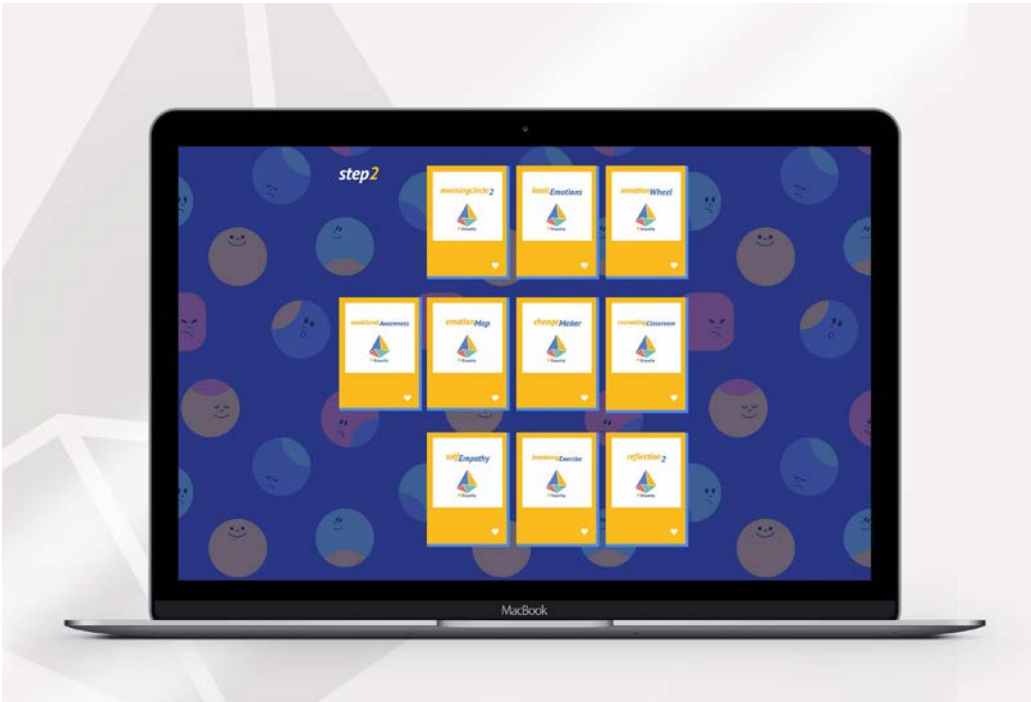 step2
morningcircle2
basicEmotions
emotionWheel
emotionalAwareness
emotionMap
changeMaker
recreatingClassroom
selfEmpathy
breathingExercise
reflection2
MacBook